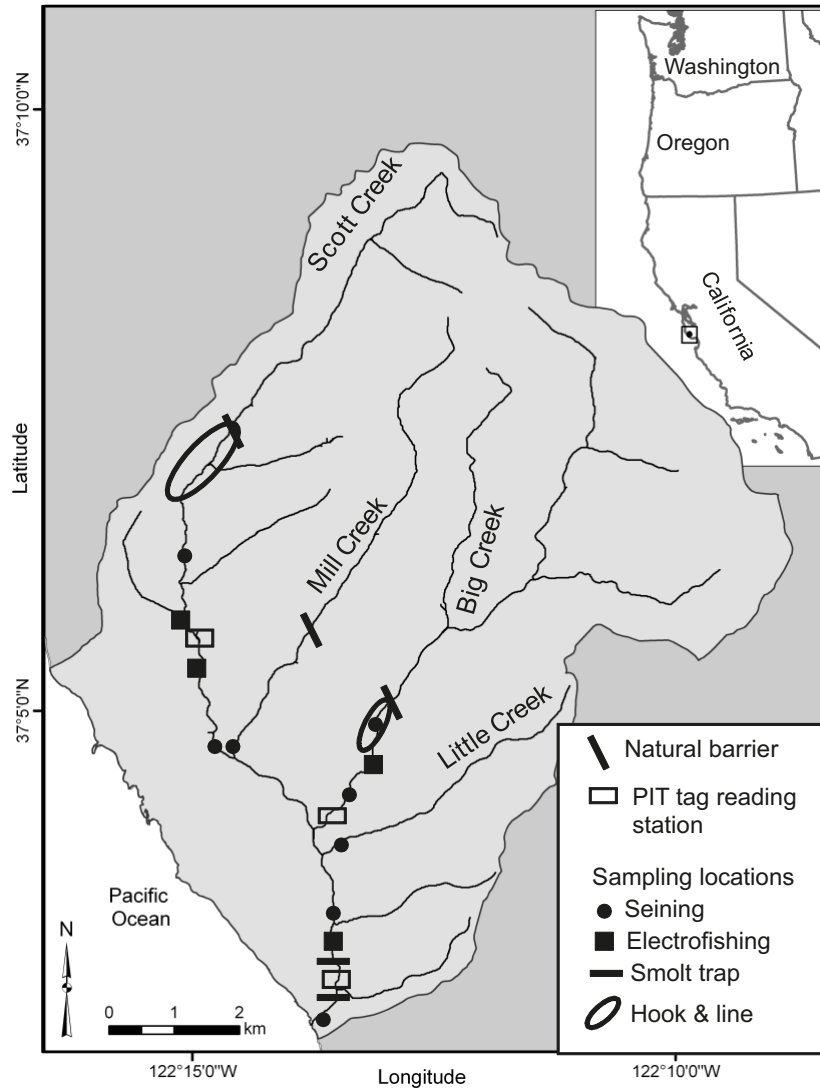 Washington
Oregon
California
37°10'0"N
Scott Creek
Latitude
Mill Creek
Big Creek
37°5'0"N
Little Creek
Natural barrier
PIT tag reading
station
Sampling locations
Seining
Electrofishing
Smolt trap
Hook & line
Pacific
Ocean
N
0 1 2
km
122°15'0"W
Longitude
122°10'0"W